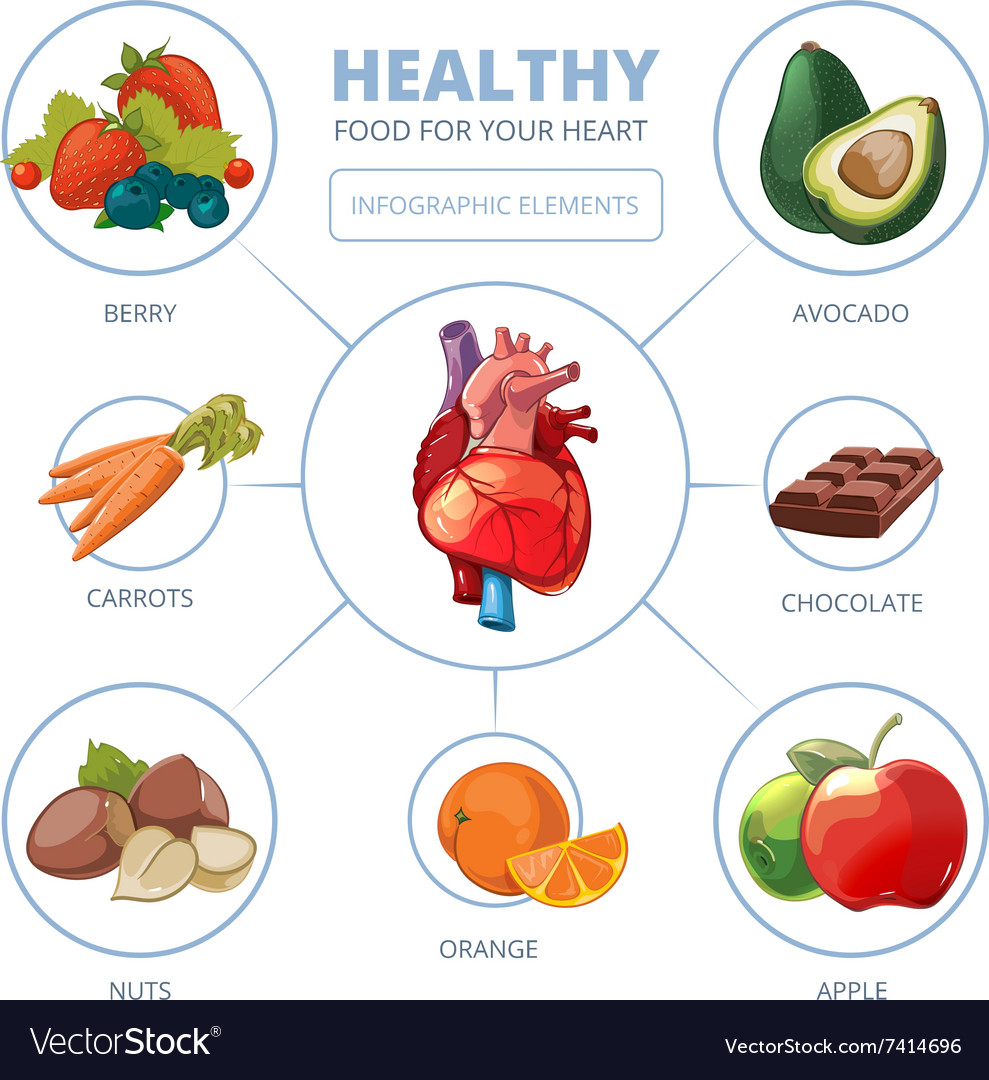 HEALTHY
FOOD FOR YOUR HEART
INFOGRAPHIC ELEMENTS
BERRY
AVOCADO
CARROTS
CHOCOLATE
ORANGE
NUTS
APPLE
VectorStock®
VectorStock.com/7414696